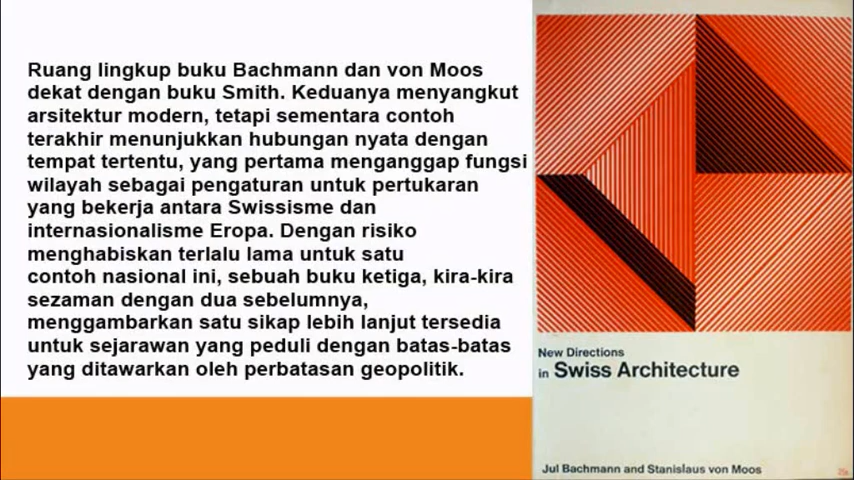 Ruang lingkup buku Bachmann dan von Moos
dekat dengan buku Smith. Keduanya menyangkut
arsitektur modern, tetapi sementara contoh
terakhir menunjukkan hubungan nyata dengan
tempat tertentu, yang pertama menganggap fungsi
wilayah sebagai pengaturan untuk pertukaran
yang bekerja antara Swissisme dan
internasionalisme Eropa. Dengan risiko
menghabiskan terlalu lama untuk satu
contoh nasional ini, sebuah buku ketiga, kira-kira
sezaman dengan dua sebelumnya,
menggambarkan satu sikap lebih lanjut tersedia
untuk sejarawan yang peduli dengan batas-batas
yang ditawarkan oleh perbatasan geopolitik.
New Directions
in Swiss Architecture
Jul Bachmann and Stanislaus von Moos